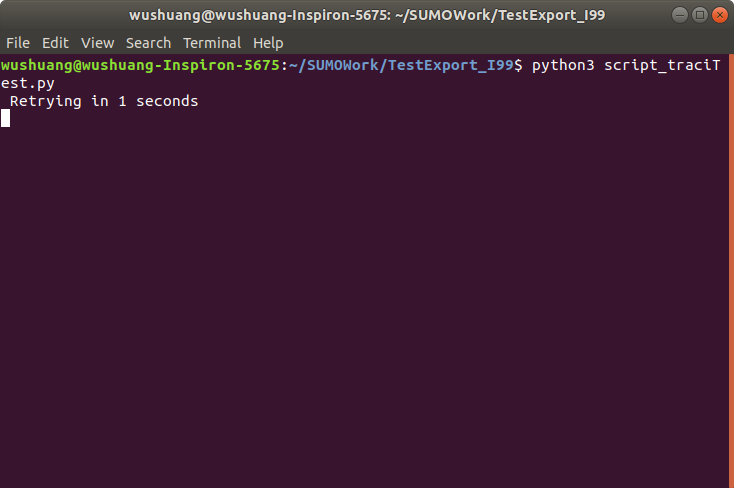 wushuang@wushuang-Inspiron-5675: ~/SUMOWork/TestExport_I99
File Edit View Search Terminal Help
wushuang@wushuang-Inspiron-5675:~/SUMOWork/TestExport_I99$ python3 script_traciT
est.py
 Retrying in 1 seconds